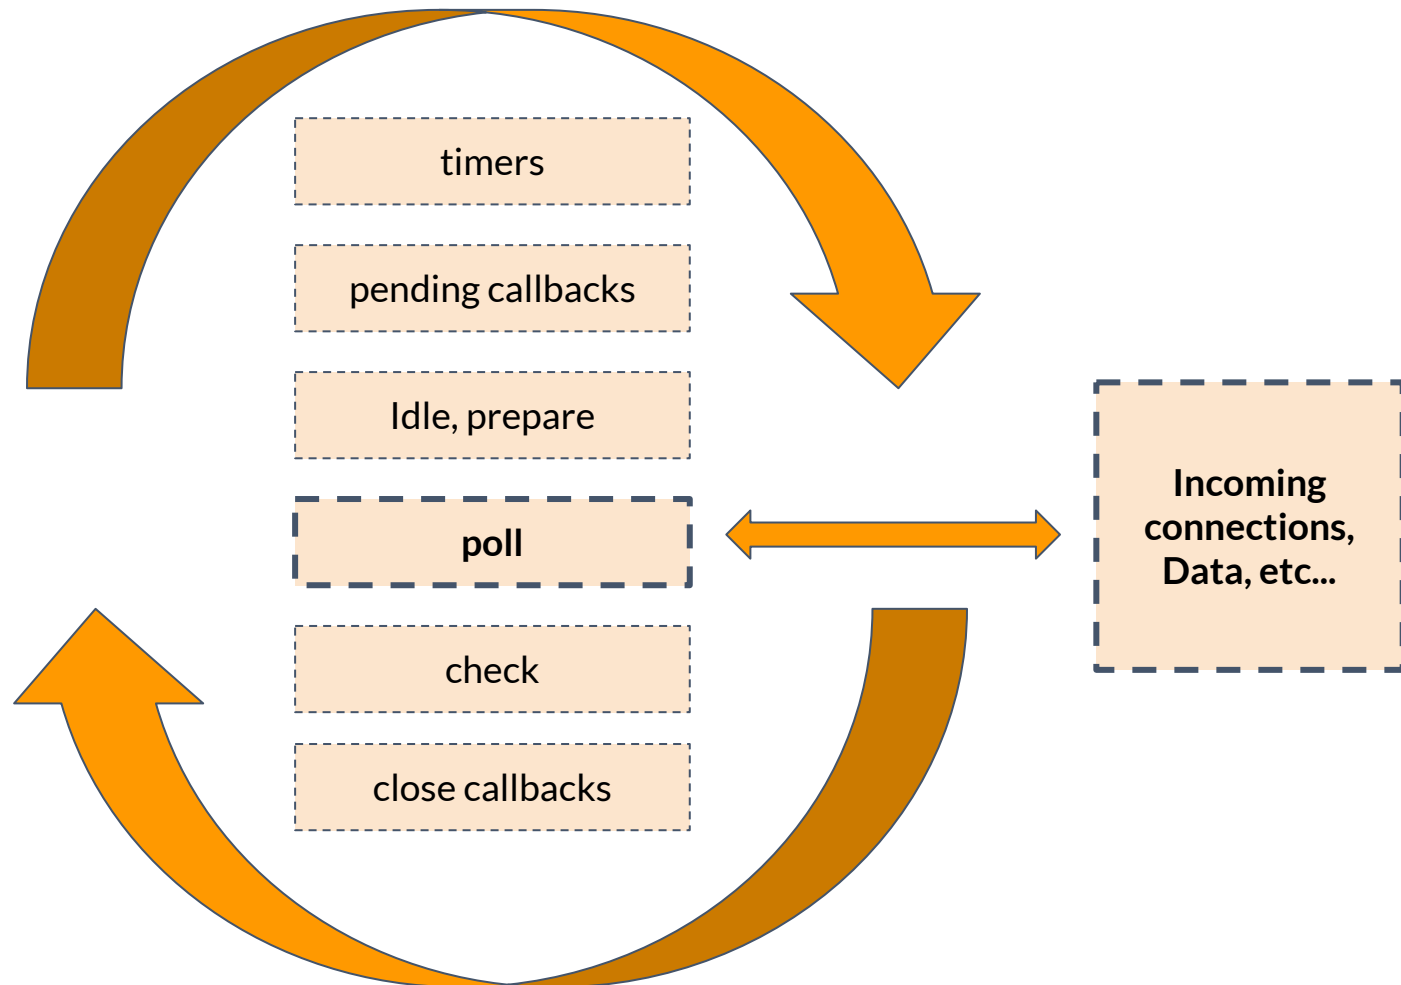 timers
pending callbacks
Idle, prepare
poll
Incoming
connections,
Data, etc...
check
close callbacks